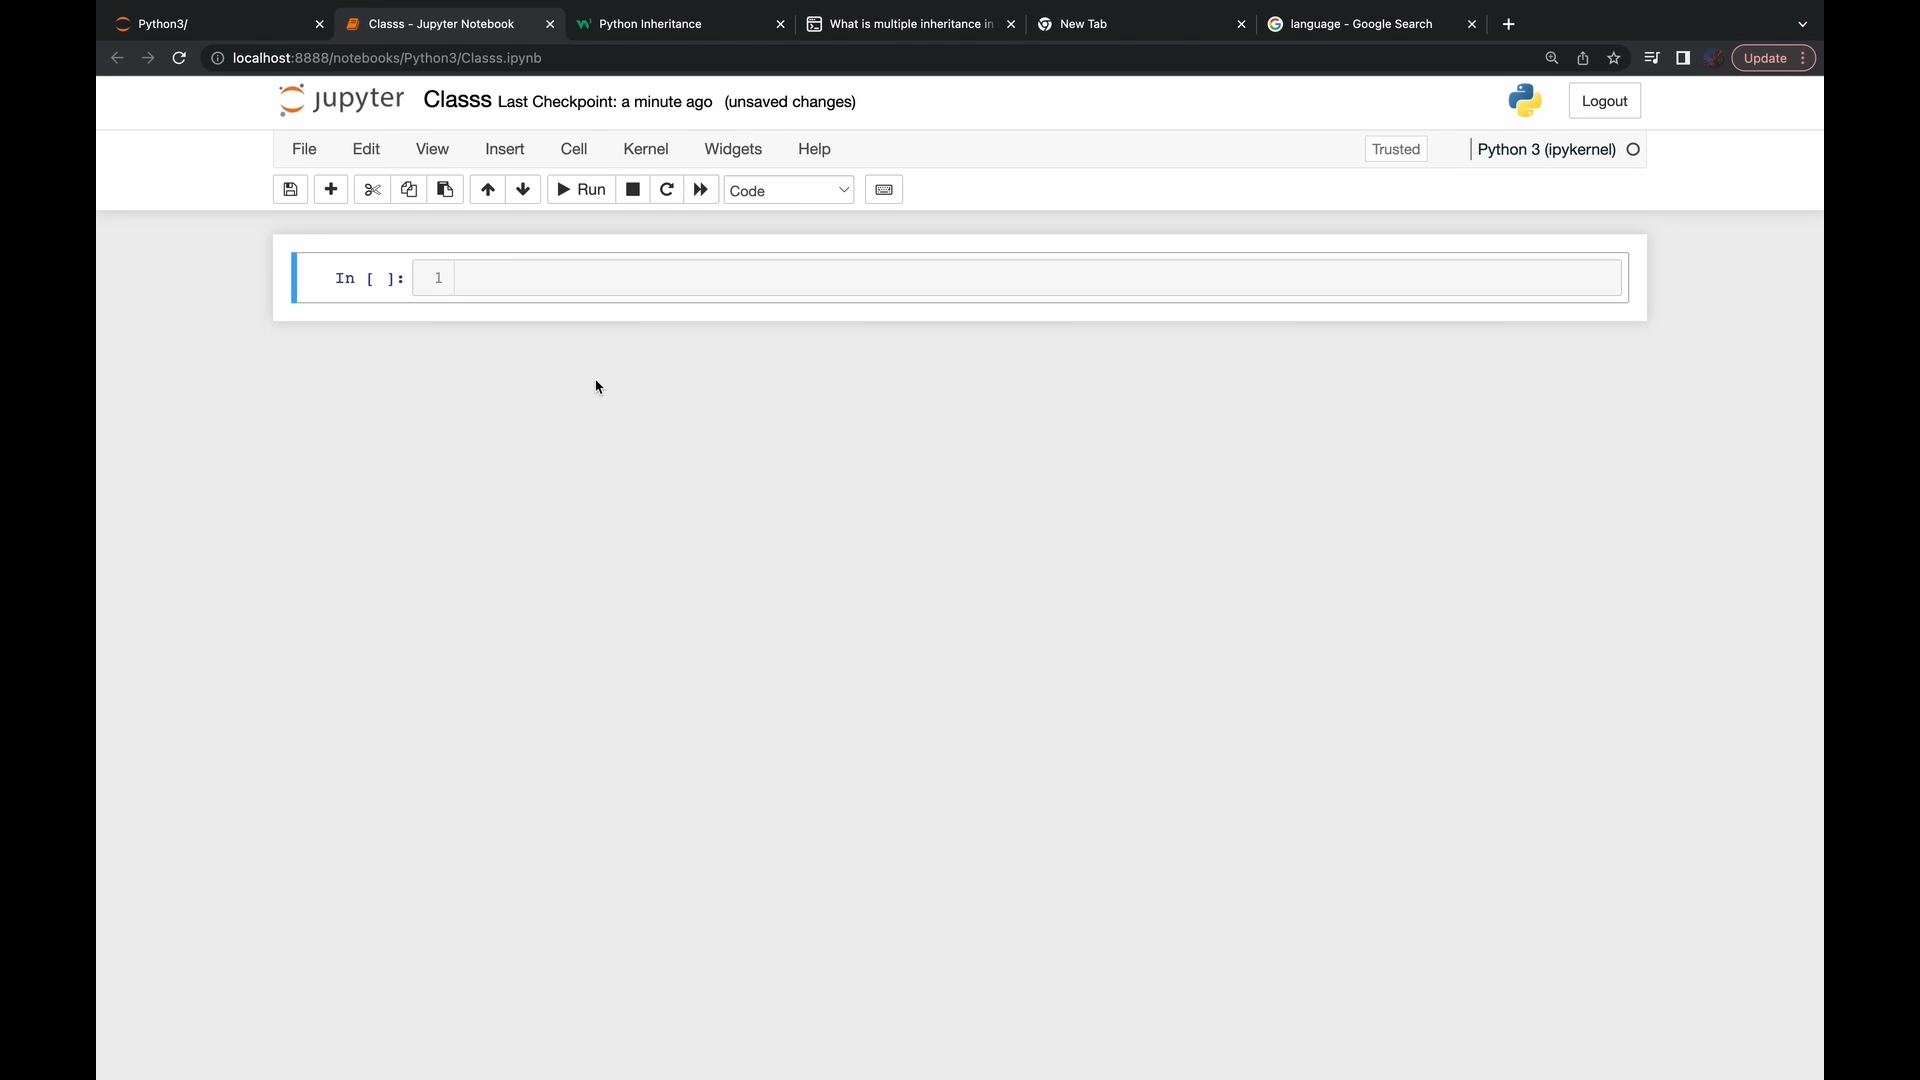 Python3/ Classs - Jupyter Notebook Python Inheritance What is multiple inheritance in New Tab language - Google Search
localhost:8888/notebooks/Python3/Classs.ipynb Update
jupyter Classs Last Checkpoint: a minute ago (unsaved changes) Logout
File Edit View Insert Cell Kernel Widgets Help Trusted Python 3 (ipykernel)
Run Code
In [ ]: 1